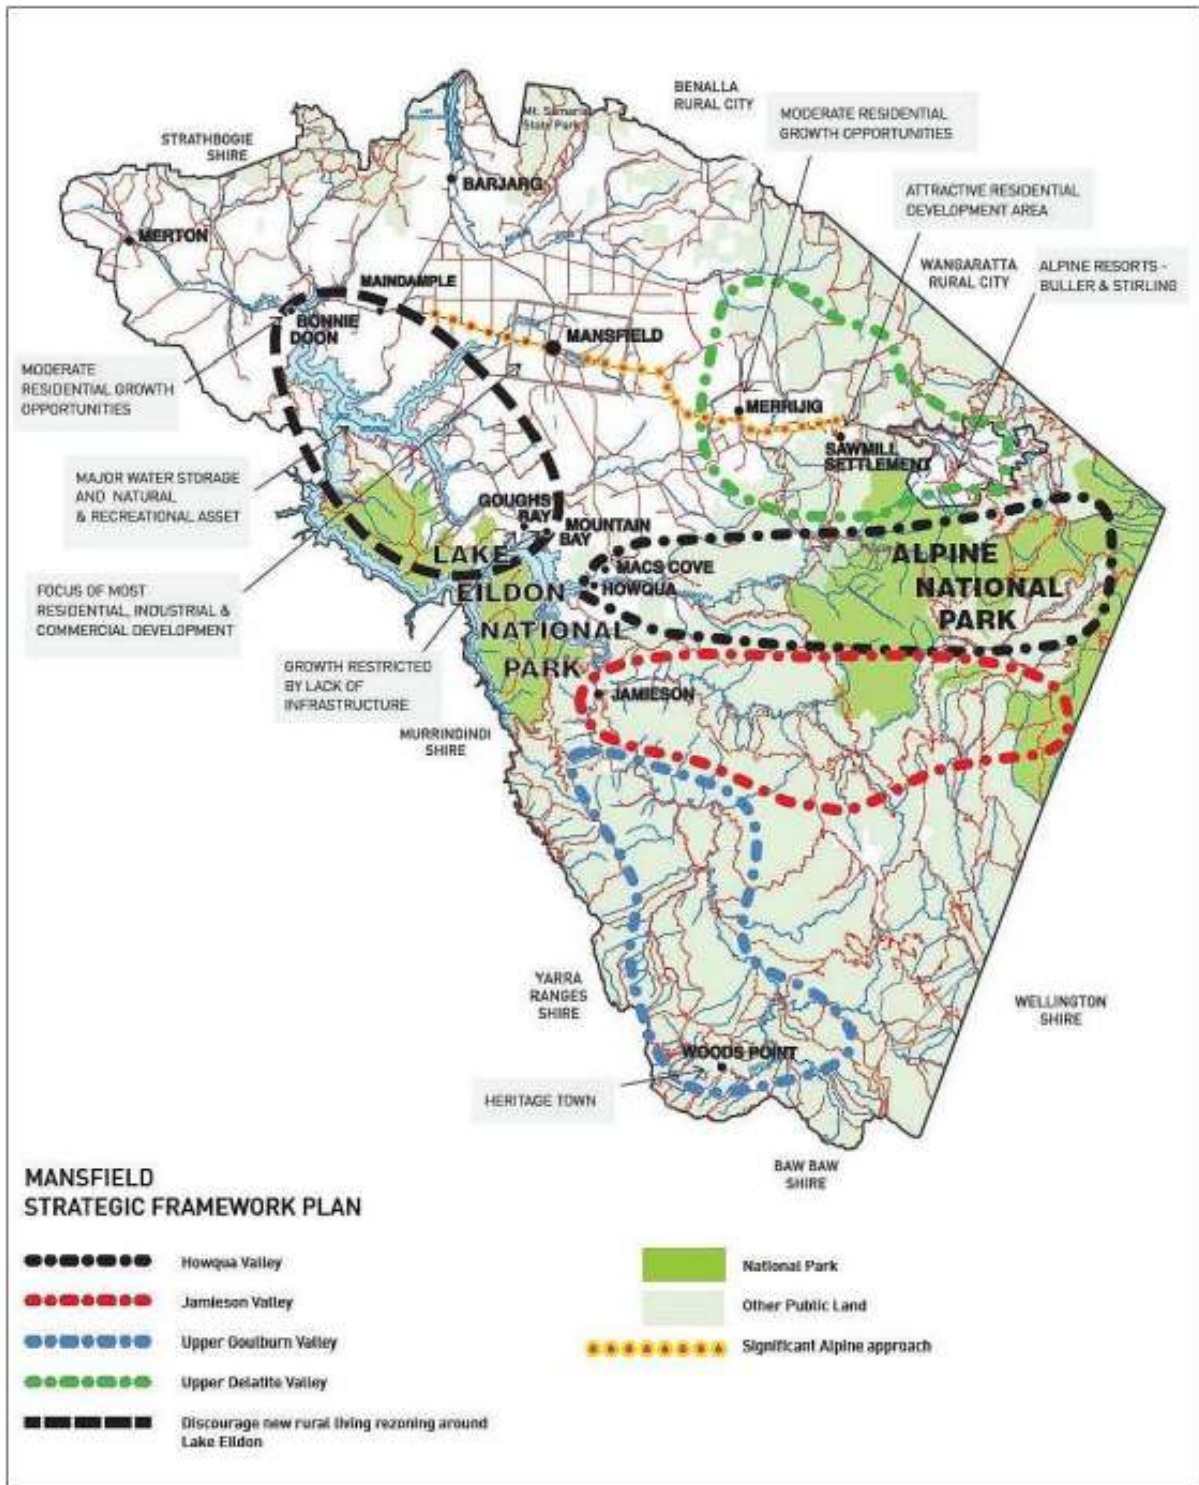 BENALLA
RURAL CITY
MODERATE RESIDENTIAL
GROWTH OPPORTUNITIES
Mt. Samaria
State Park
STRATHBOGIE
SHIRE
BARJARG
ATTRACTIVE RESIDENTIAL
DEVELOPMENT AREA
MERTON
WANGARATTA
RURAL CITY
ALPINE RESORTS -
BULLER & STIRLING
MAINDAMPLE
BONNIE
DOON
MANSFIELD
MODERATE
RESIDENTIAL GROWTH
OPPORTUNITIES
MERRIJIG
SAWMILL
SETTLEMENT
MAJOR WATER STORAGE
AND NATURAL
& RECREATIONAL ASSET
GOUGHS
BAY
MOUNTAIN
BAY
LAKE
EILDON
NATIONAL
PARK
MACS COVE
HOWQUA
ALPINE
NATIONAL
PARK
FOCUS OF MOST
RESIDENTIAL, INDUSTRIAL &
COMMERCIAL DEVELOPMENT
GROWTH RESTRICTED
BY LACK OF
INFRASTRUCTURE
JAMIESON
MURRINDINDI
SHIRE
YARRA
RANGES
SHIRE
WELLINGTON
SHIRE
WOODS POINT
HERITAGE TOWN
BAW BAW
SHIRE
MANSFIELD
STRATEGIC FRAMEWORK PLAN
Howqua Valley
Jamieson Valley
Upper Goulburn Valley
Upper Delatite Valley
Discourage new rural living rezoning around
Lake Eildon
National Park
Other Public Land
Significant Alpine approach